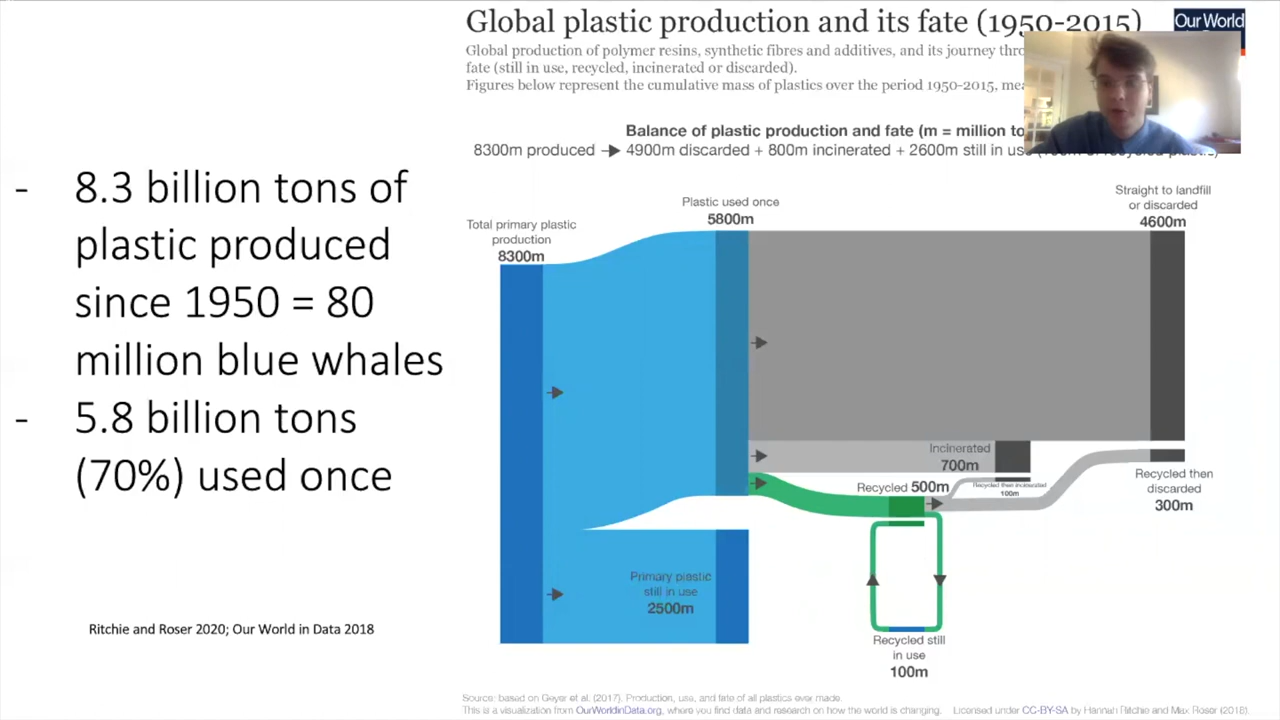 Global plastic production and its fate (1950-2015)
Our World
Global production of polymer resins, synthetic fibres and additives, and its journey
fate (still in use, recycled, incinerated or discarded).
Figures below represent the cumulative mass of plastics over the period 1950-2015,
Balance of plastic production and fate (m = million
8300m produced → 4900m discarded + 800m incinerated + 2600m still in use
- 8.3 billion tons of
plastic produced
since 1950 = 80
million blue whales
- 5.8 billion tons
(70%) used once
Ritchie and Roser 2020; Our World in Data 2018
Total primary plastic
production
8300m
Plastic used once
5800m
Straight to landfill
or discarded
4600m
Incinerated
700m
Recycled 500m
Recycled then incinerated
100m
Recycled then
discarded
300m
Primary plastic
still in use
2500m
Recycled still
in use
100m
Source: based on Geyer et al. (2017). Production, use, and fate of all plastics ever made.
This is a visualization from OurWorldinData.org, where you find data and research on how the world is changing. Licensed under CC-BY-SA by Hannah Ritchie and Max Roser (2018).